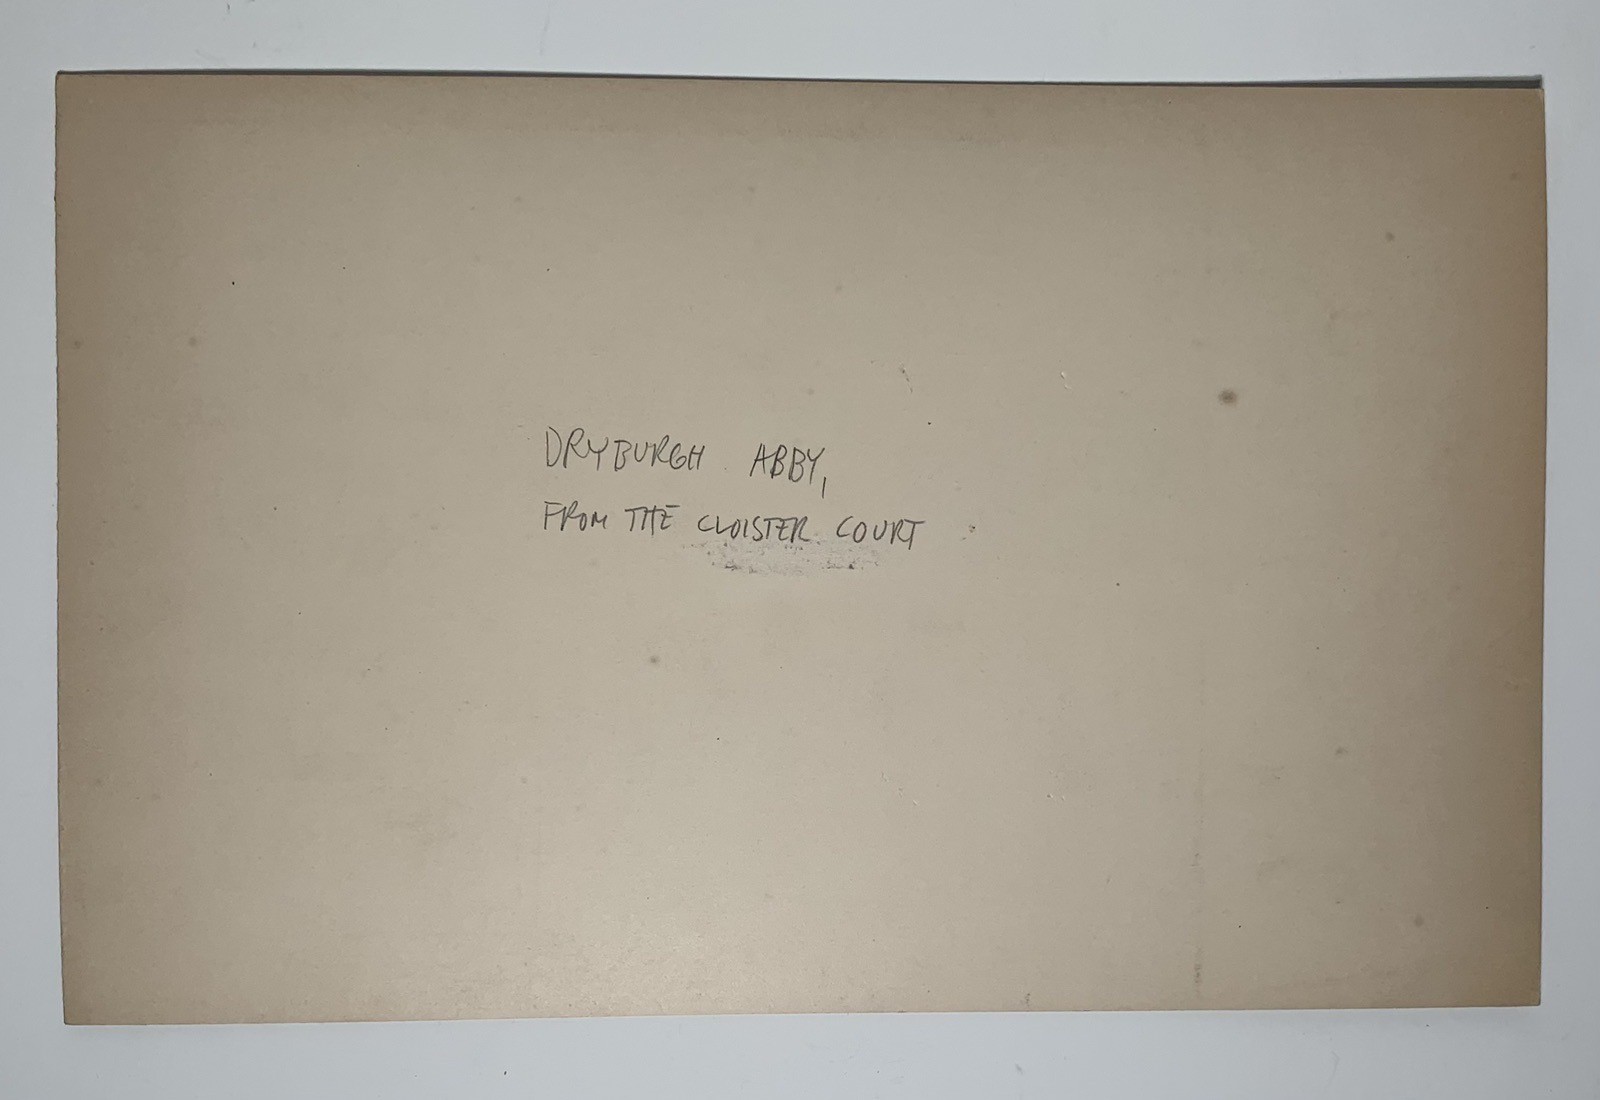 DRYBURGH ABBY,
FROM THE CLOISTER COURT